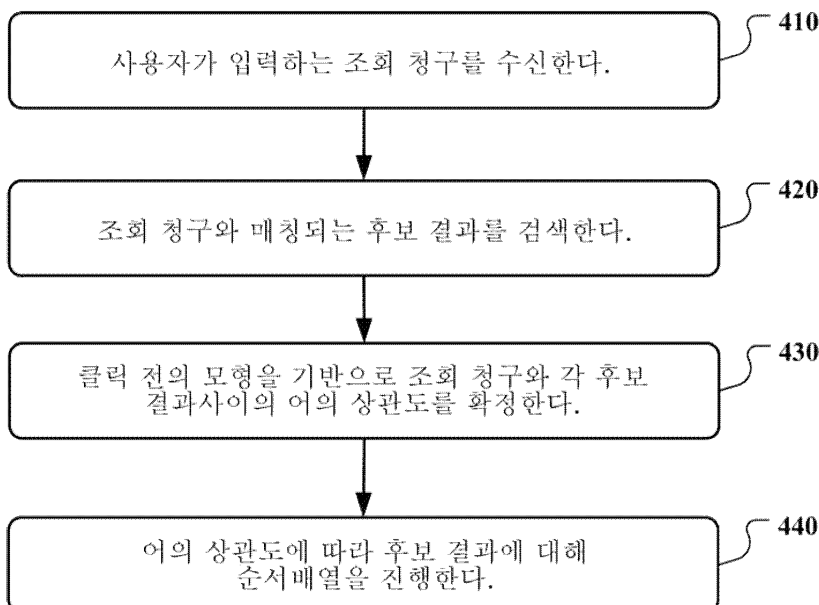 410
사용자가 입력하는 조회 청구를 수신한다.
420
조회 청구와 매칭되는 후보 결과를 검색한다.
430
클릭 전의 모형을 기반으로 조회 청구와 각 후보
결과사이의 어의 상관도를 확정한다.
440
어의 상관도에 따라 후보 결과에 대해
순서배열을 진행한다.